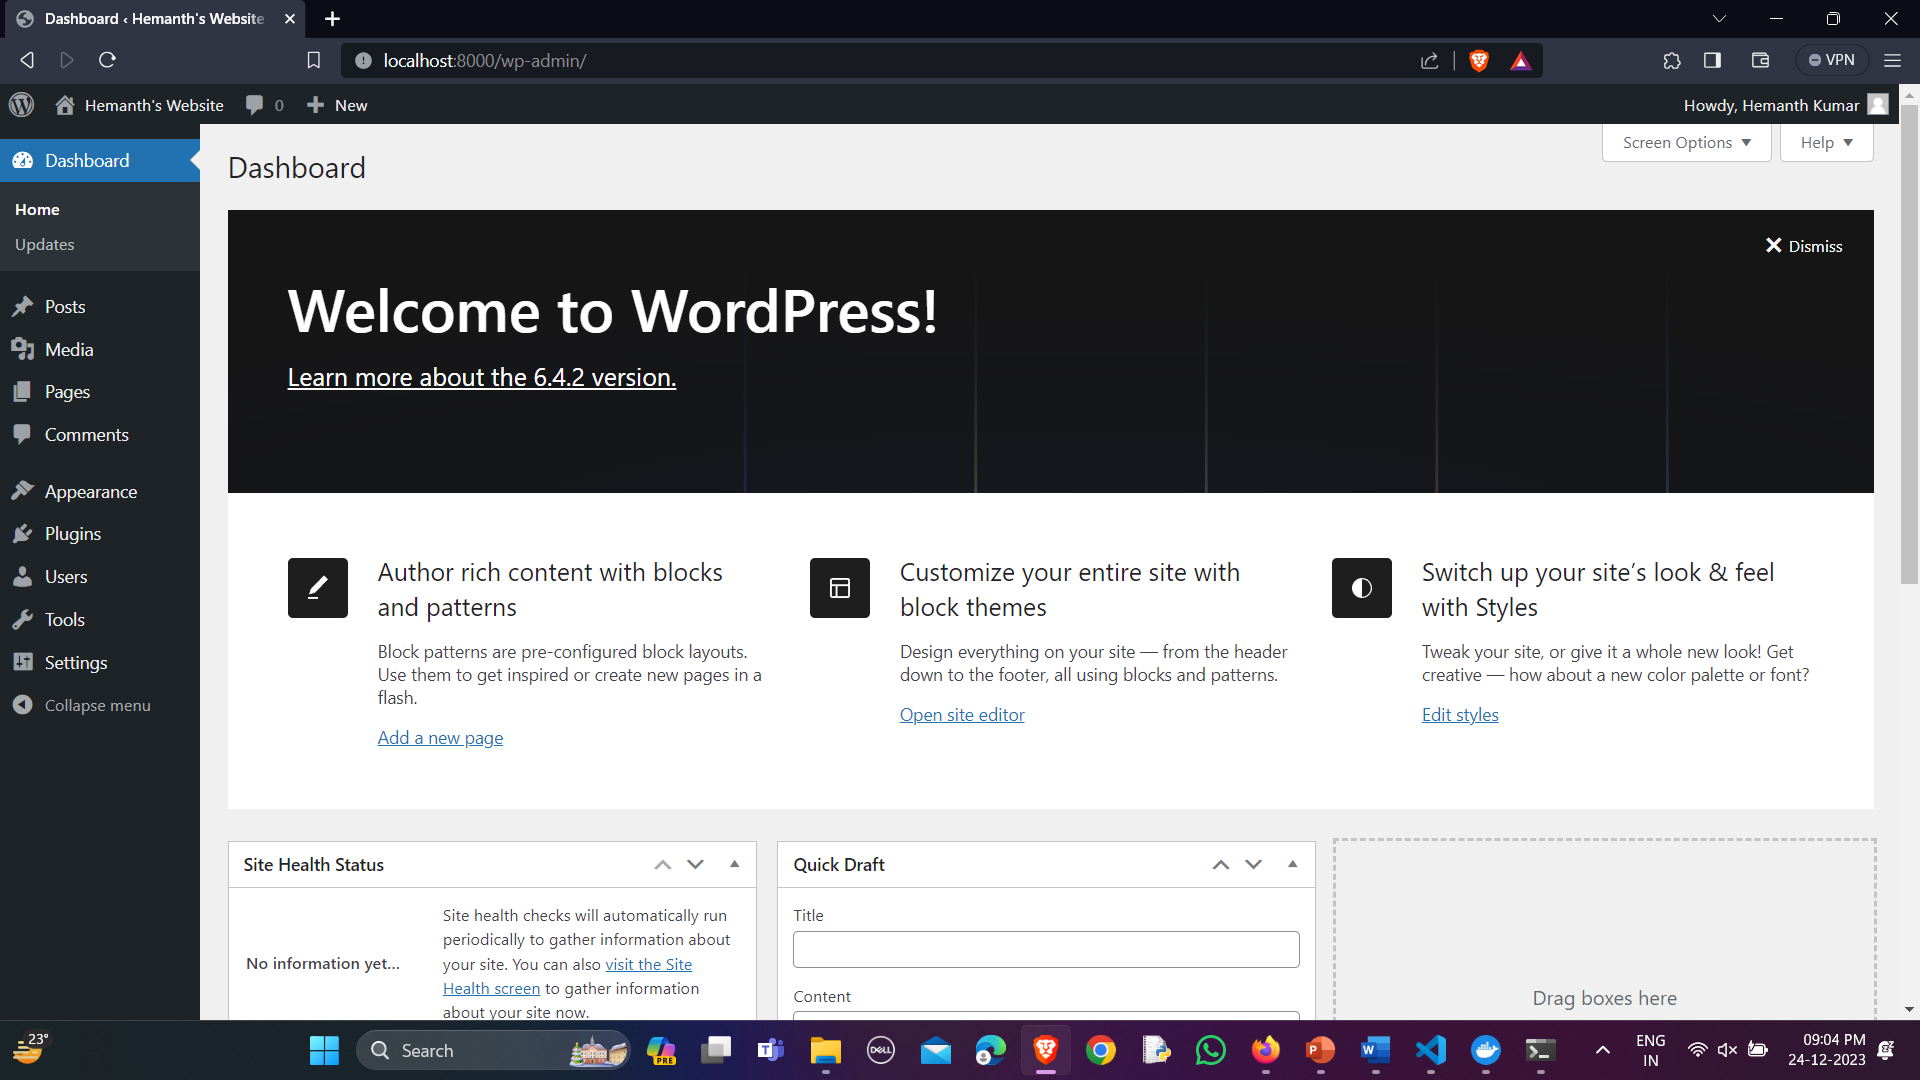 Dashboard ‹ Hemanth's Website
localhost:8000/wp-admin/
VPN
Hemanth's Website
0
New
Howdy, Hemanth Kumar
Dashboard
Home
Updates
Posts
Media
Pages
Comments
Appearance
Plugins
Users
Tools
Settings
Collapse menu
Dashboard
Screen Options
Help
Dismiss
Welcome to WordPress!
Learn more about the 6.4.2 version.
Author rich content with blocks
and patterns
Block patterns are pre-configured block layouts.
Use them to get inspired or create new pages in a
flash.
Add a new page
Customize your entire site with
block themes
Design everything on your site — from the header
down to the footer, all using blocks and patterns.
Open site editor
Switch up your site’s look & feel
with Styles
Tweak your site, or give it a whole new look! Get
creative — how about a new color palette or font?
Edit styles
Site Health Status
No information yet...
Site health checks will automatically run
periodically to gather information about
your site. You can also visit the Site
Health screen to gather information
about your site now.
Quick Draft
Title
Content
Drag boxes here
23°
Search
PRE
DELL
ENG
IN
09:04 PM
24-12-2023